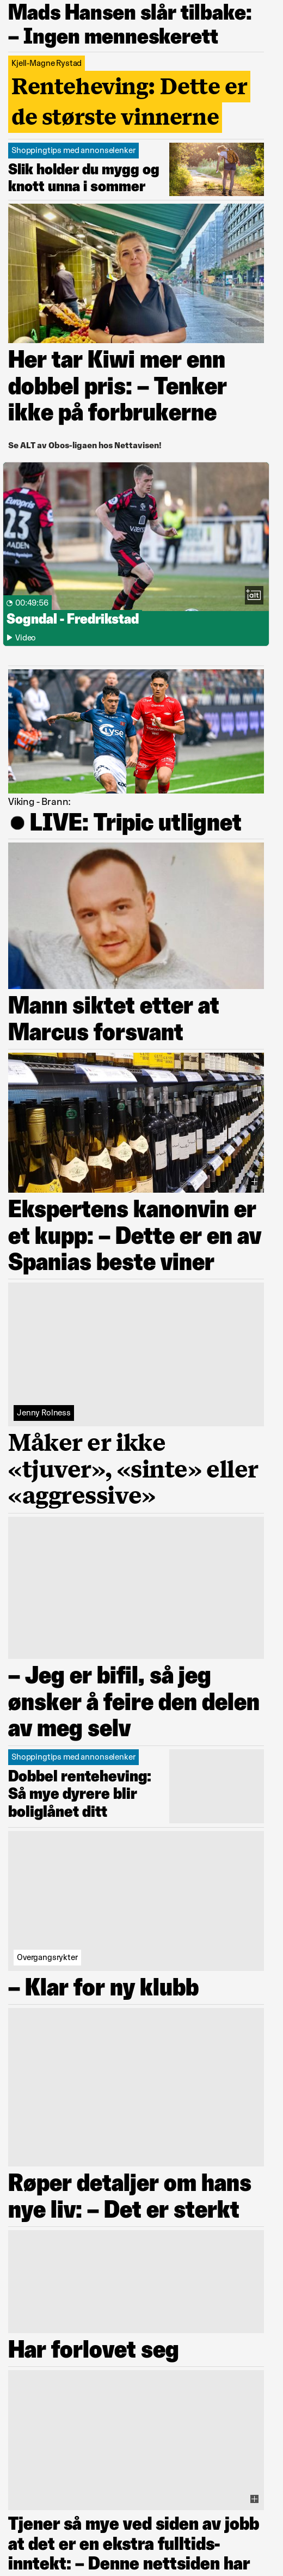 Mads Hansen slår tilbake:
– Ingen menneskerett
Kjell-Magne Rystad
Renteheving: Dette er
de største vinnerne
Shoppingtips med annonselenker
Slik holder du mygg og
knott unna i sommer
Her tar Kiwi mer enn
dobbel pris: – Tenker
ikke på forbrukerne
Se ALT av Obos-ligaen hos Nettavisen!
Europris
23
ADEN
alt
00:49:56
Sogndal - Fredrikstad
Video
Lyse
Viking - Brann:
● LIVE: Tripic utlignet
Mann siktet etter at
Marcus forsvant
Ekspertens kanonvin er
et kupp: – Dette er en av
Spanias beste viner
Jenny Rolness
Måker er ikke
«tjuver», «sinte» eller
«aggressive»
– Jeg er bifil, så jeg
ønsker å feire den delen
av meg selv
Shoppingtips med annonselenker
Dobbel renteheving:
Så mye dyrere blir
boliglånet ditt
Overgangsrykter
– Klar for ny klubb
Røper detaljer om hans
nye liv: – Det er sterkt
Har forlovet seg
Tjener så mye ved siden av jobb
at det er en ekstra fulltids-
inntekt: – Denne nettsiden har